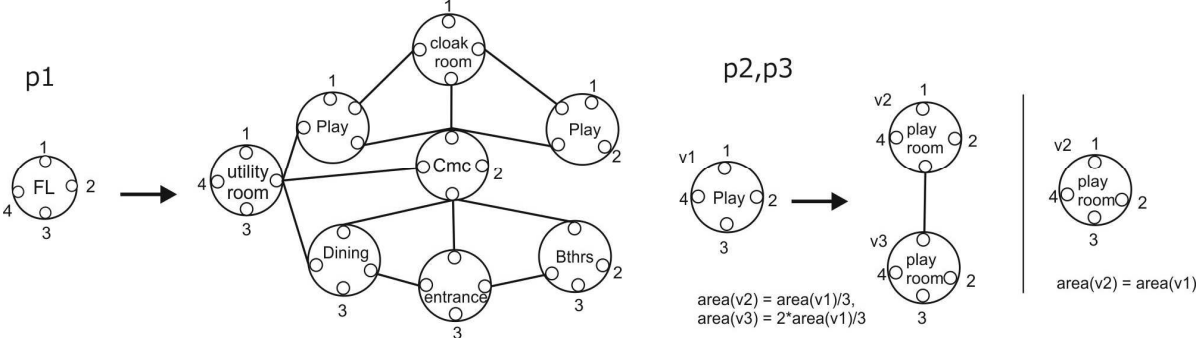 p1
1
FL
2
4
3
1
cloak
room
1
Play
1
Play
2
1
utility
room
4
3
Cmc
2
Dining
3
entrance
3
Bthrs
2
3
p2,p3
v1
1
4
Play
2
3
area(v2) = area(v1)/3,
area(v3) = 2*area(v1)/3
v2
1
4
play
room
2
v3
4
play
room
2
3
v2
1
4
play
room
2
3
area(v2) = area(v1)